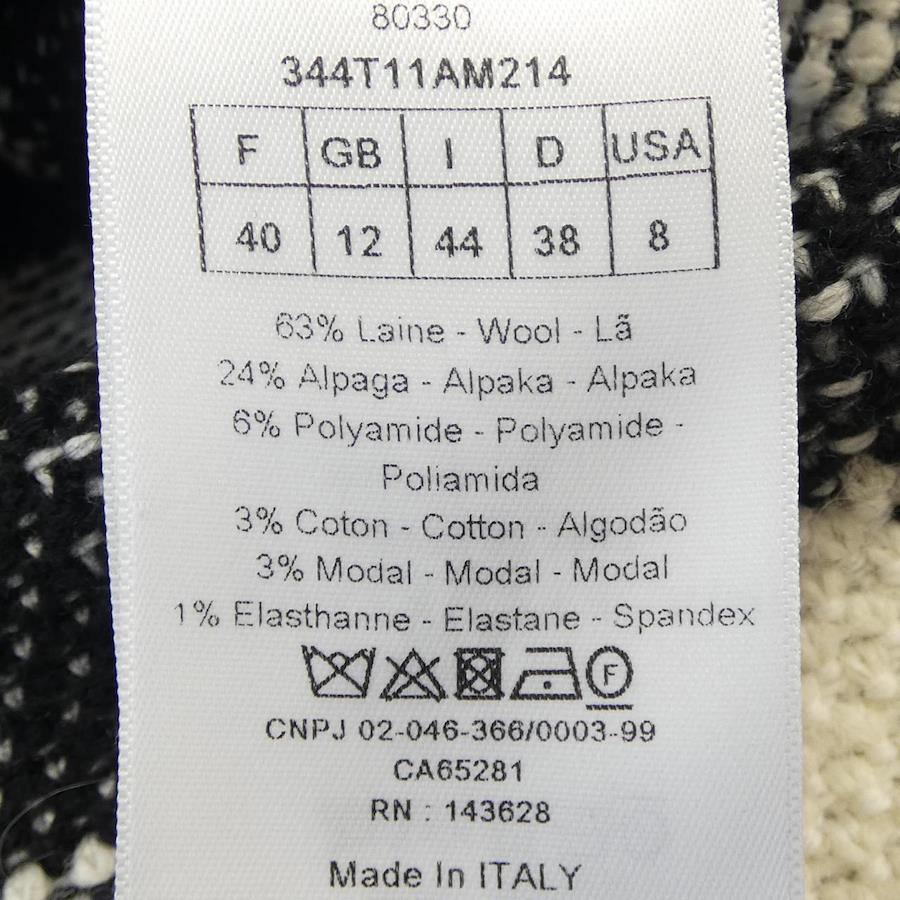 80330
344T11AM214
F GB I D USA
40 12 44 38 8
63% Laine - Wool - Lã
24% Alpaga - Alpaka - Alpaka
6% Polyamide - Polyamide -
Poliamida
3% Coton - Cotton - Algodão
3% Modal - Modal - Modal
1% Elasthanne - Elastane - Spandex
F
CNPJ 02-046-366/0003-99
CA65281
RN : 143628
Made In ITALY